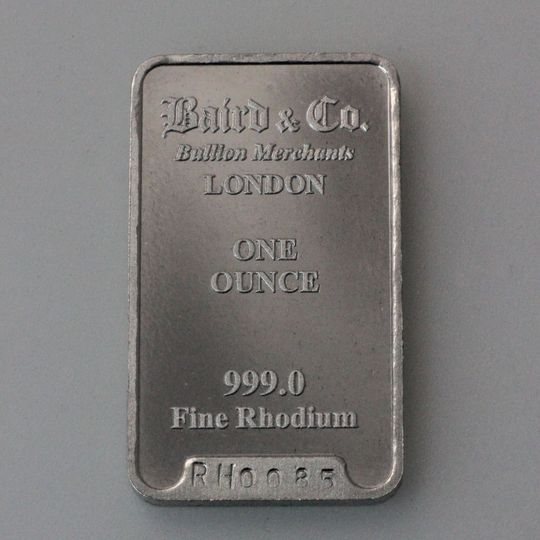 Baird & Co.
Bullion Merchants
LONDON
ONE
OUNCE
999.0
Fine Rhodium
RH0085